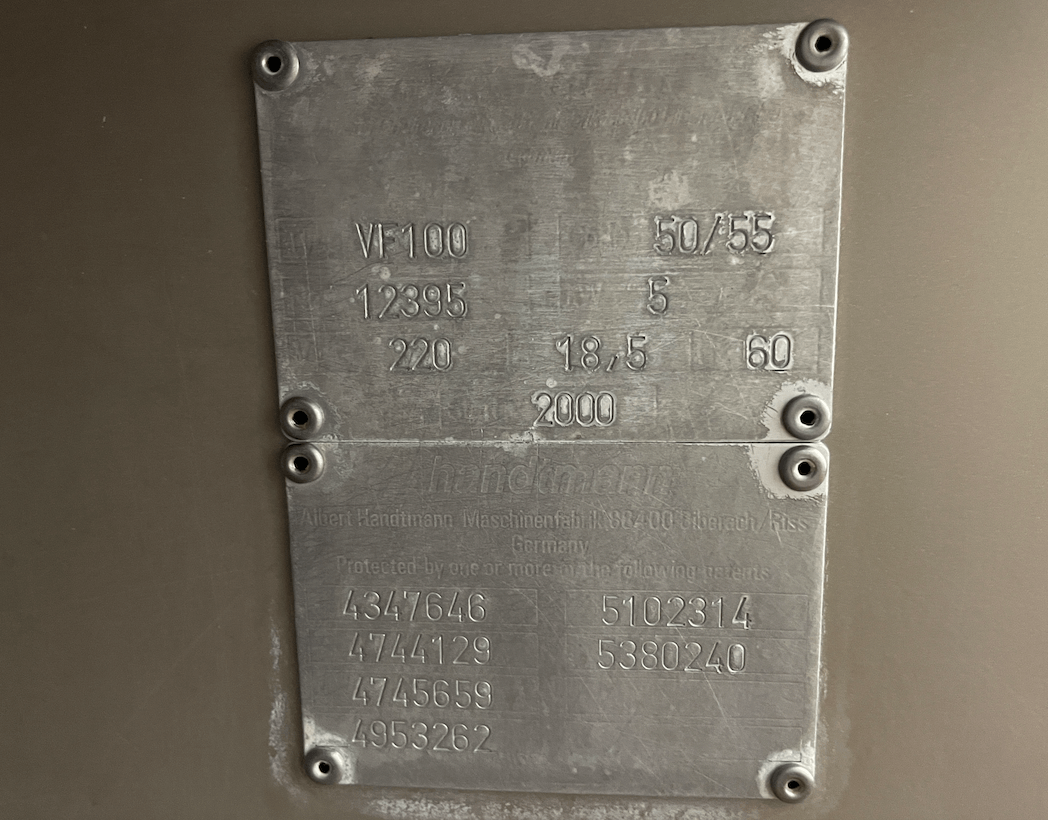 VF100 50/55
12395 5
220 18,5 60
2000
handtmann
Albert Handtmann Maschinenfabrik 88400 Biberach/Riss
Germany
Protected by one or more of the following patents
4347646 5102314
4744129 5380240
4745659
4953262